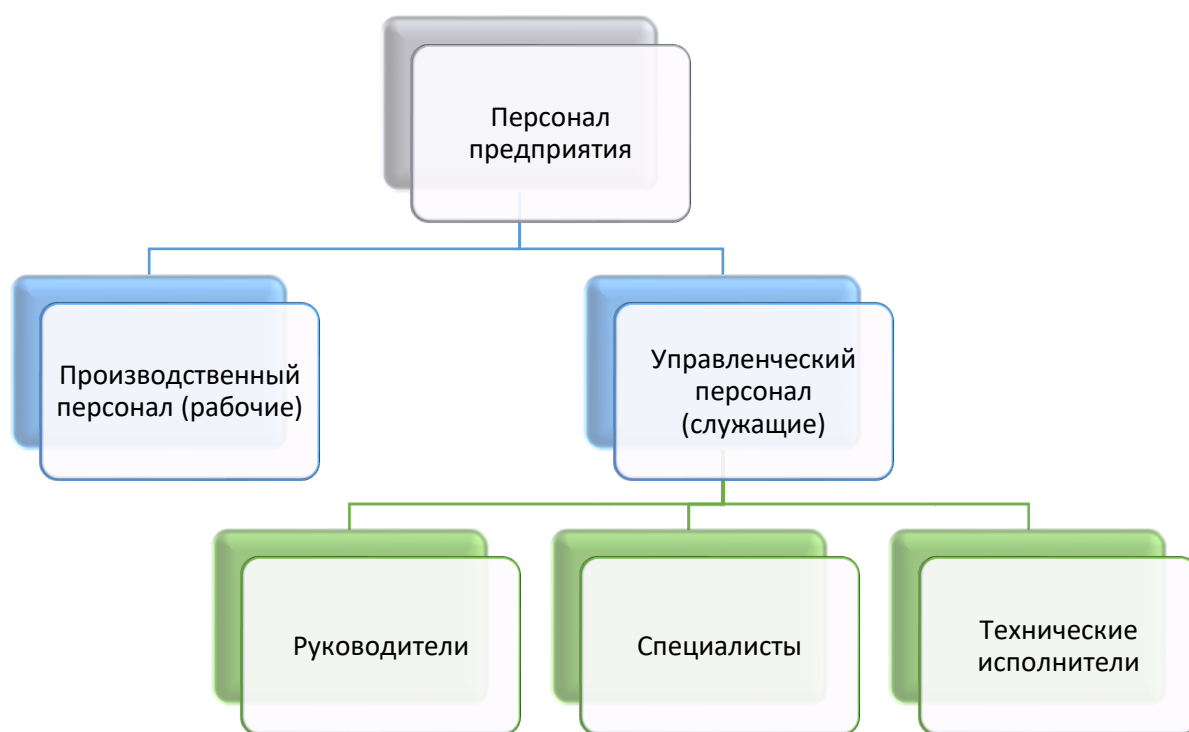 Персонал
предприятия
Производственный
персонал (рабочие)
Управленческий
персонал
(служащие)
Руководители
Специалисты
Технические
исполнители